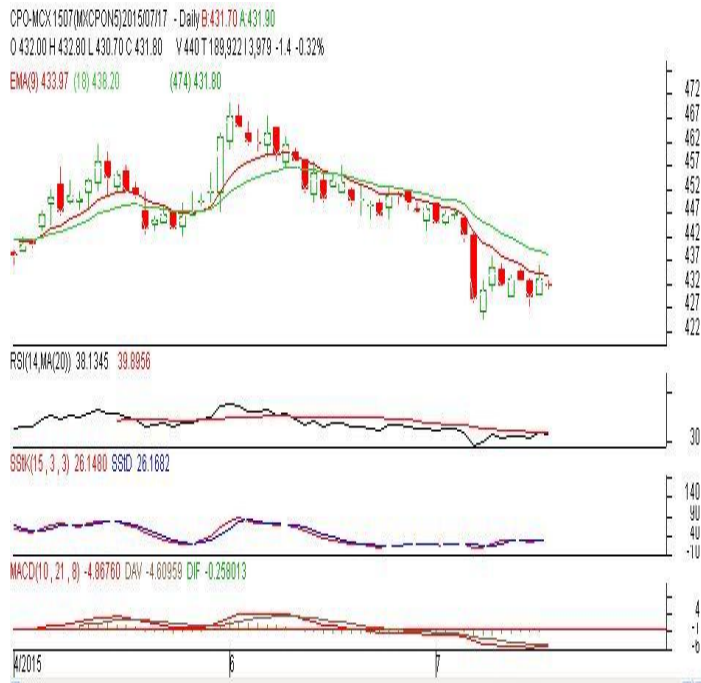 CPO-MCX 1507(MXCPON5)2015/07/17 - Daily B:431.70 A:431.90
O 432.00 H 432.80 L 430.70 C 431.80 V 440 T 189,922 I 3,979 -1.4 -0.32%
EMA(9) 433.97 (18) 438.20 (474) 431.80
472
467
462
457
452
447
442
437
432
427
422
RSI(14,MA(20)) 38.1345 39.8956
30
SStK(15,3,3) 26.1480 SStD 26.1682
140
90
40
-10
MACD(10,21,8) -4.86760 DAV -4.60959 DIF -0.258013
4
-1
-6
4/2015 6 7